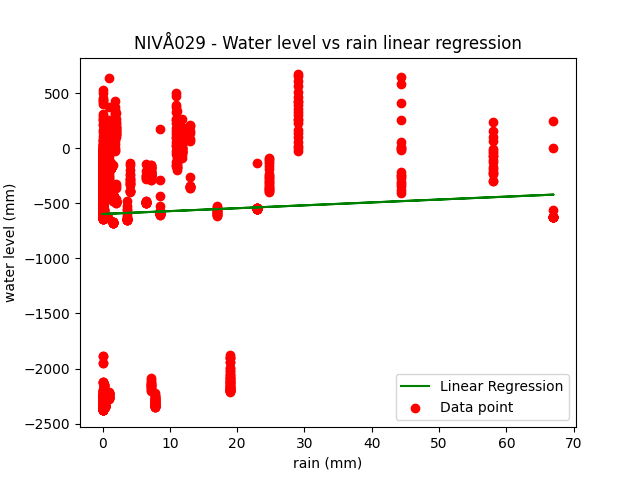 NIVÅ029 - Water level vs rain linear regression
500
0
−500
−1000
−1500
−2000
−2500
water level (mm)
0 10 20 30 40 50 60 70
rain (mm)
Linear Regression
Data point